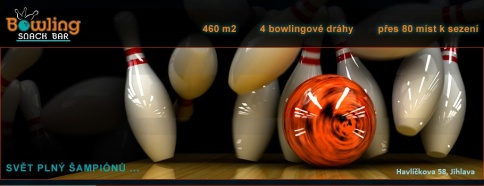 Bowling
SNACK BAR
460 m2 4 bowlingové dráhy přes 80 míst k sezení
SVĚT PLNÝ ŠAMPIÓNŮ ...
Havlíčkova 58, Jihlava